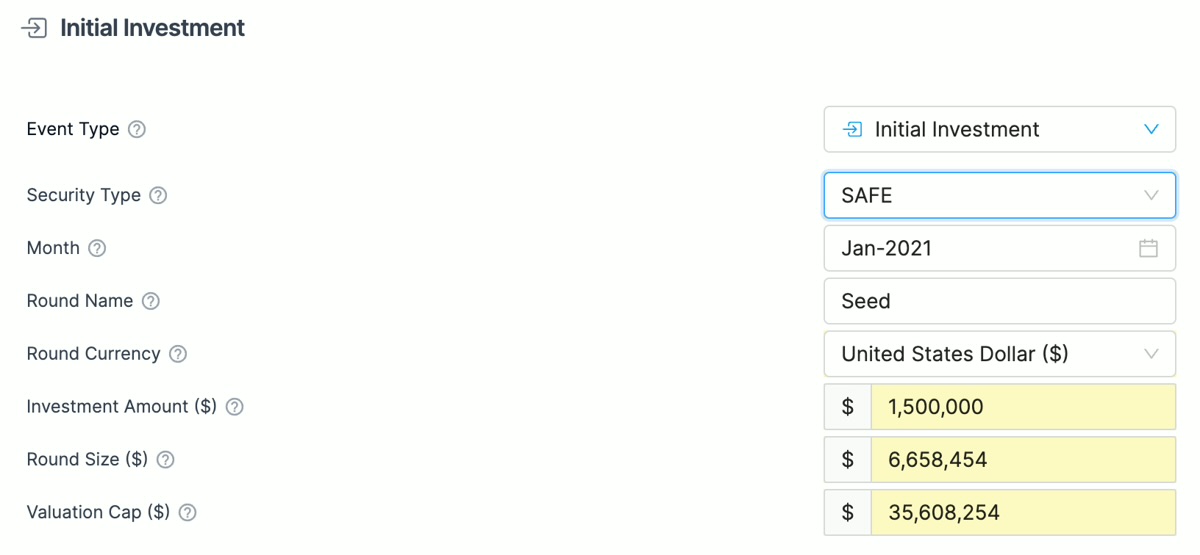 Initial Investment
Event Type
Initial Investment
Security Type
SAFE
Month
Jan-2021
Round Name
Seed
Round Currency
United States Dollar ($)
Investment Amount ($)
$ 1,500,000
Round Size ($)
$ 6,658,454
Valuation Cap ($)
$ 35,608,254